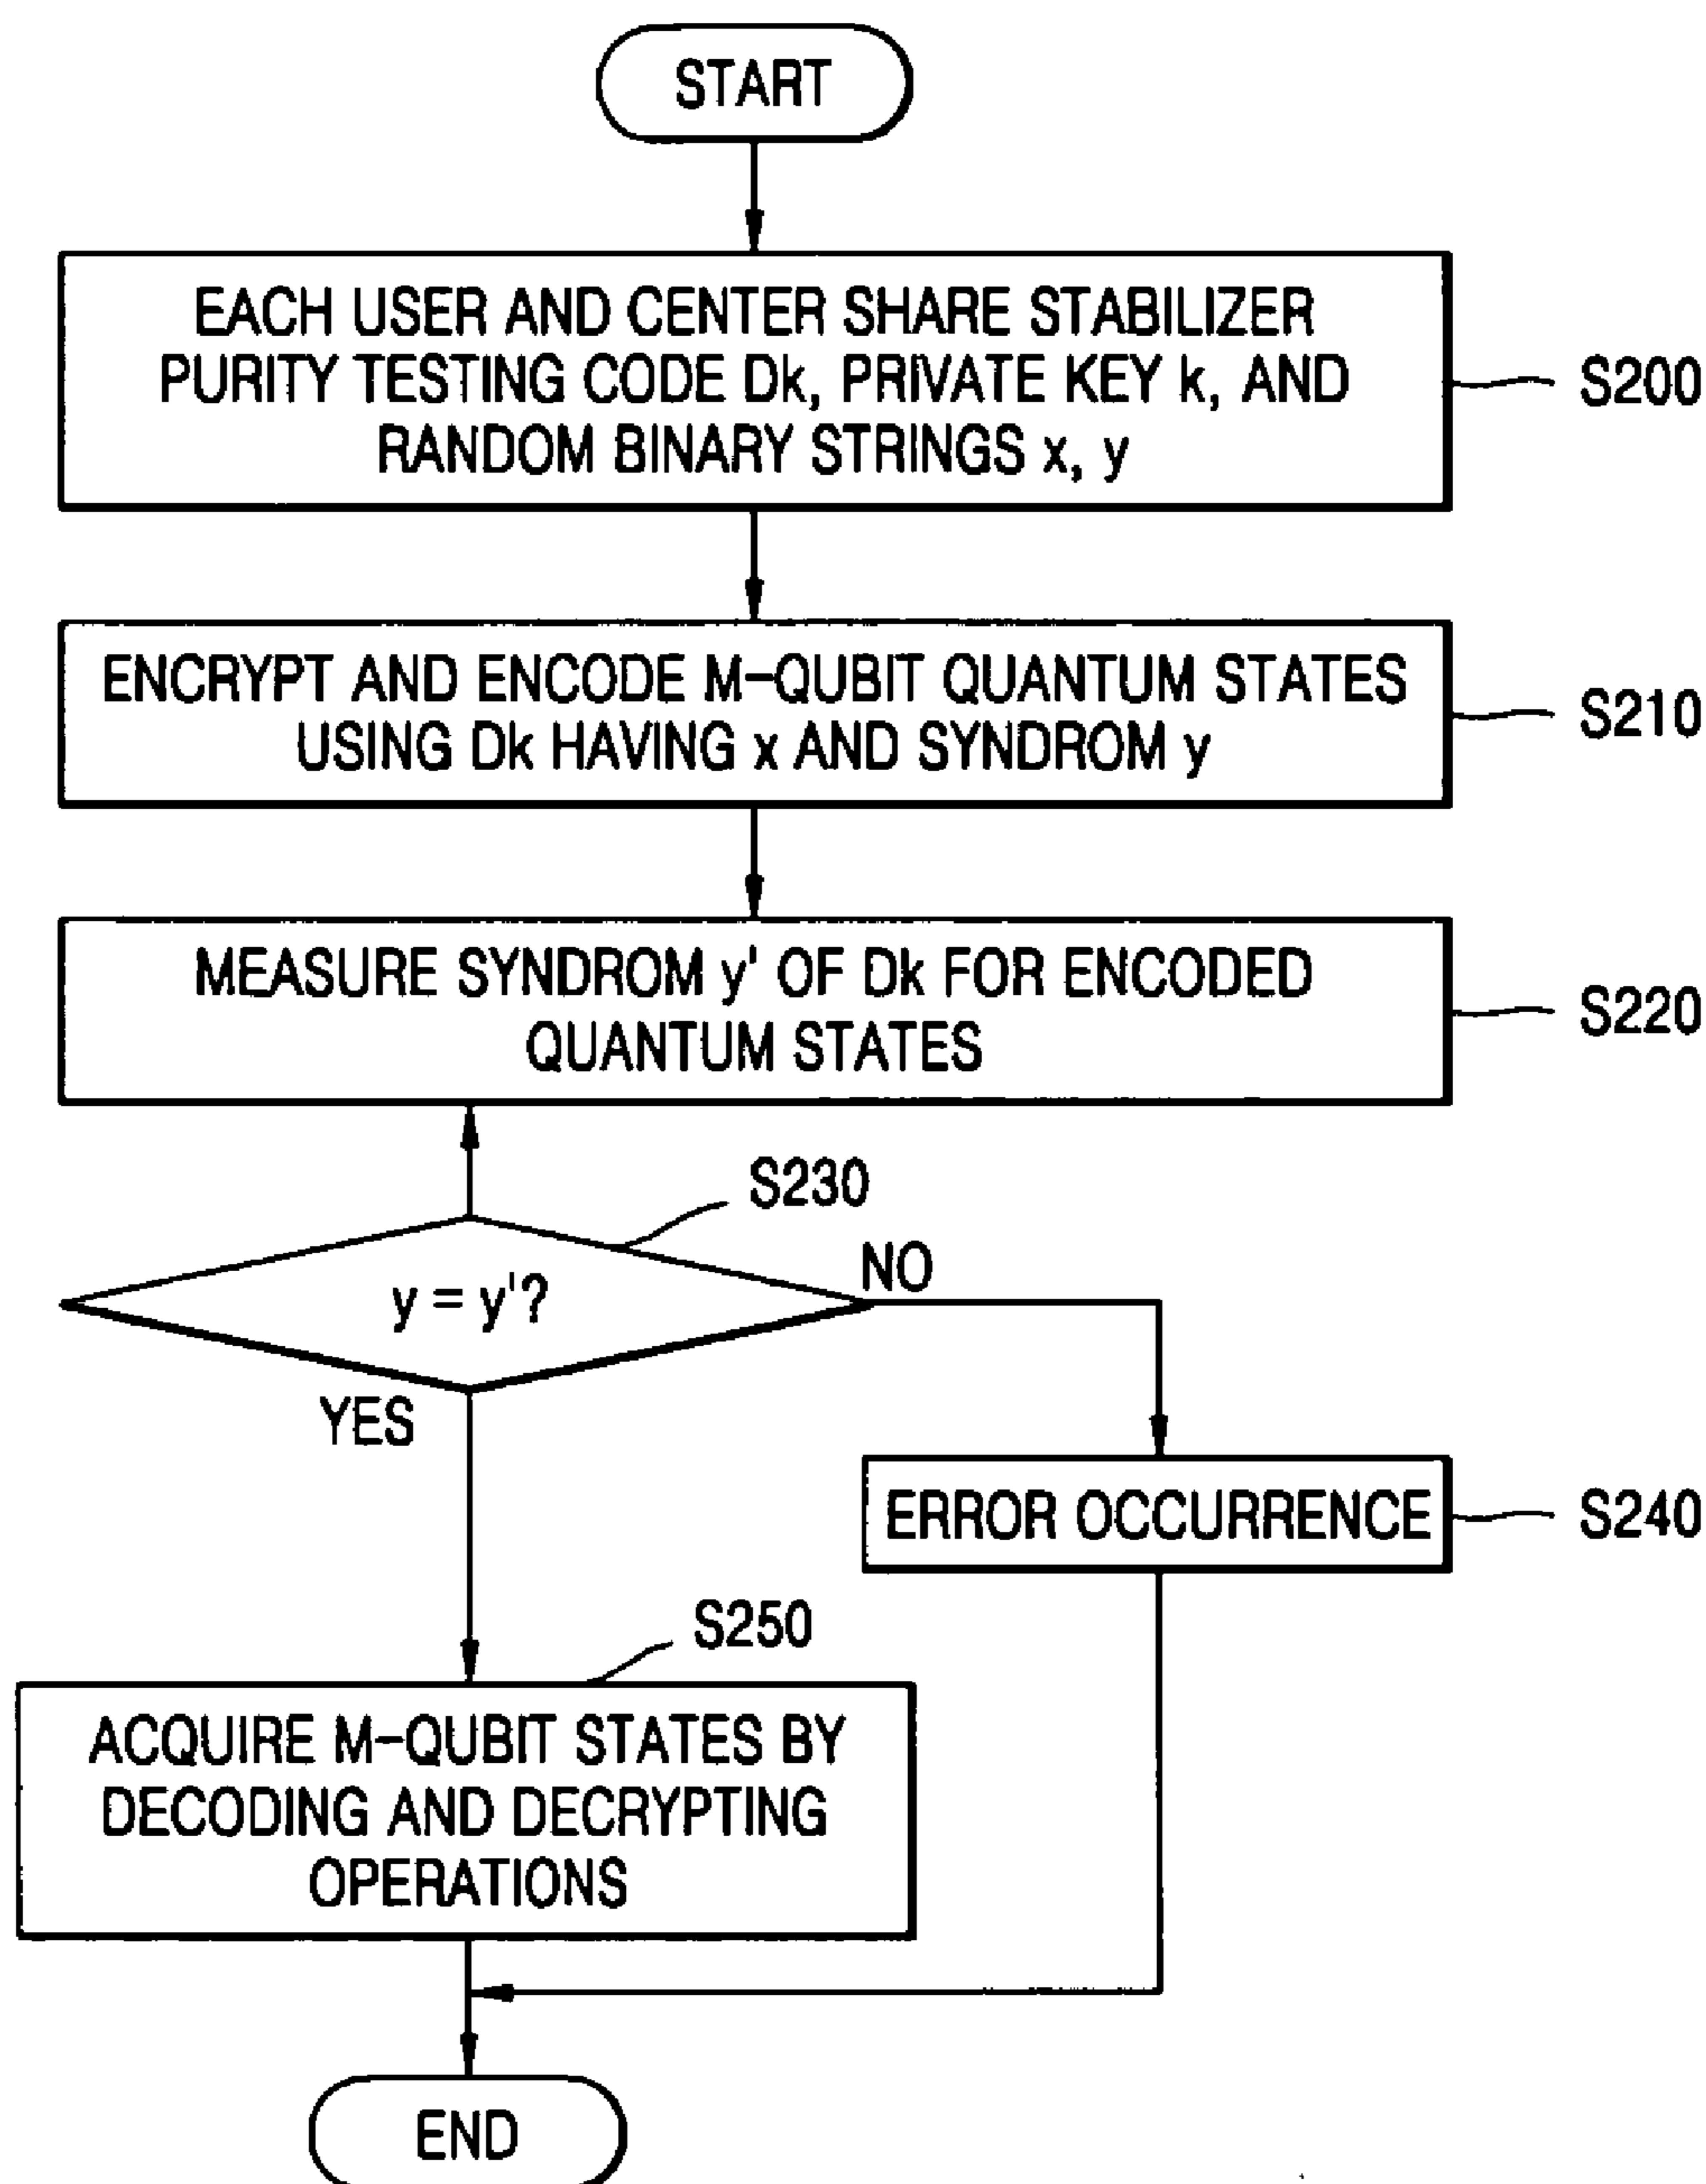 START
EACH USER AND CENTER SHARE STABILIZER
PURITY TESTING CODE Dk, PRIVATE KEY k, AND
RANDOM BINARY STRINGS x, y
S200
ENCRYPT AND ENCODE M-QUBIT QUANTUM STATES
USING Dk HAVING x AND SYNDROM y
S210
MEASURE SYNDROM y' OF Dk FOR ENCODED
QUANTUM STATES
S220
S230
y = y'?
NO
YES
ERROR OCCURRENCE
S240
S250
ACQUIRE M-QUBIT STATES BY
DECODING AND DECRYPTING
OPERATIONS
END